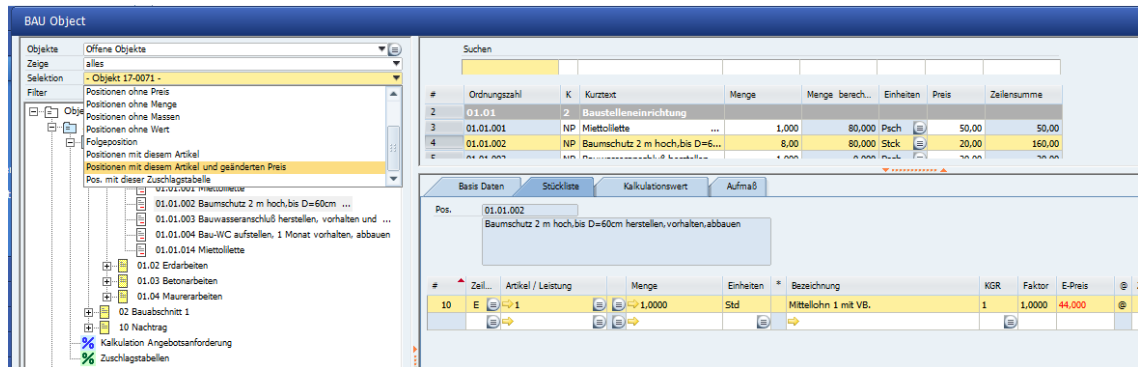 BAU Object
Objekte Offene Objekte
Zeige alles
Selektion - Objekt 17-0071 -
Filter Positionen ohne Preis
Positionen ohne Menge
Positionen ohne Massen
Positionen ohne Wert
Folgeposition
Positionen mit diesem Artikel
Positionen mit diesem Artikel und geänderten Preis
Pos. mit dieser Zuschlagstabelle
Obje
01.01.001 Miettoilette
01.01.002 Baumschutz 2 m hoch,bis D=60cm ...
01.01.003 Bauwasseranschluß herstellen, vorhalten und ...
01.01.004 Bau-WC aufstellen, 1 Monat vorhalten, abbauen
01.01.014 Miettoilette
01.02 Erdarbeiten
01.03 Betonarbeiten
01.04 Maurerarbeiten
02 Bauabschnitt 1
10 Nachtrag
Kalkulation Angebotsanforderung
Zuschlagstabellen
Suchen
# Ordnungszahl K Kurztext Menge Menge berech... Einheiten Preis Zeilensumme
2 01.01 2 Baustelleneinrichtung
3 01.01.001 NP Miettoilette ... 1,000 80,000 Psch 50,00 50,00
4 01.01.002 NP Baumschutz 2 m hoch,bis D=6... 8,00 80,000 Stck 20,00 160,00
Basis Daten Stückliste Kalkulationswert Aufmaß
Pos. 01.01.002
Baumschutz 2 m hoch,bis D=60cm herstellen,vorhalten,abbauen
# Zeil... Artikel / Leistung Menge Einheiten * Bezeichnung KGR Faktor E-Preis @
10 E 1 1,0000 Std Mittellohn 1 mit VB. 1 1,0000 44,000 @